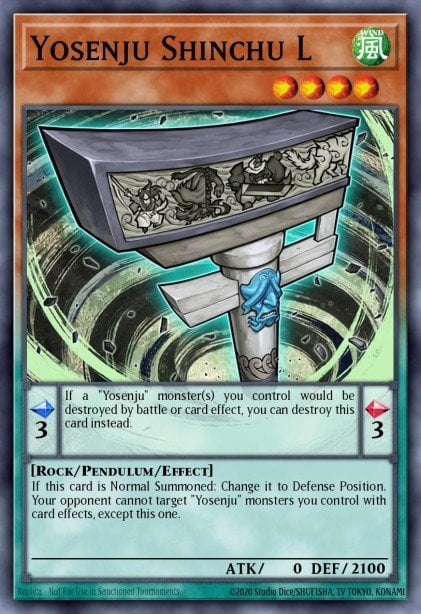 YOSENJU SHINCHU L
WIND
風
If a "Yosenju" monster(s) you control would be
destroyed by battle or card effect, you can destroy this
card instead.
3
3
[ROCK/PENDULUM/EFFECT]
If this card is Normal Summoned: Change it to Defense Position.
Your opponent cannot target "Yosenju" monsters you control with
card effects, except this one.
ATK/ 0 DEF/2100
Replica - Not For Use in Sanctioned Tournaments
©2020 Studio Dice/SHUEISHA, TV TOKYO, KONAMI